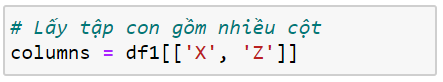 # Lấy tập con gồm nhiều cột
columns = df1[['X', 'Z']]